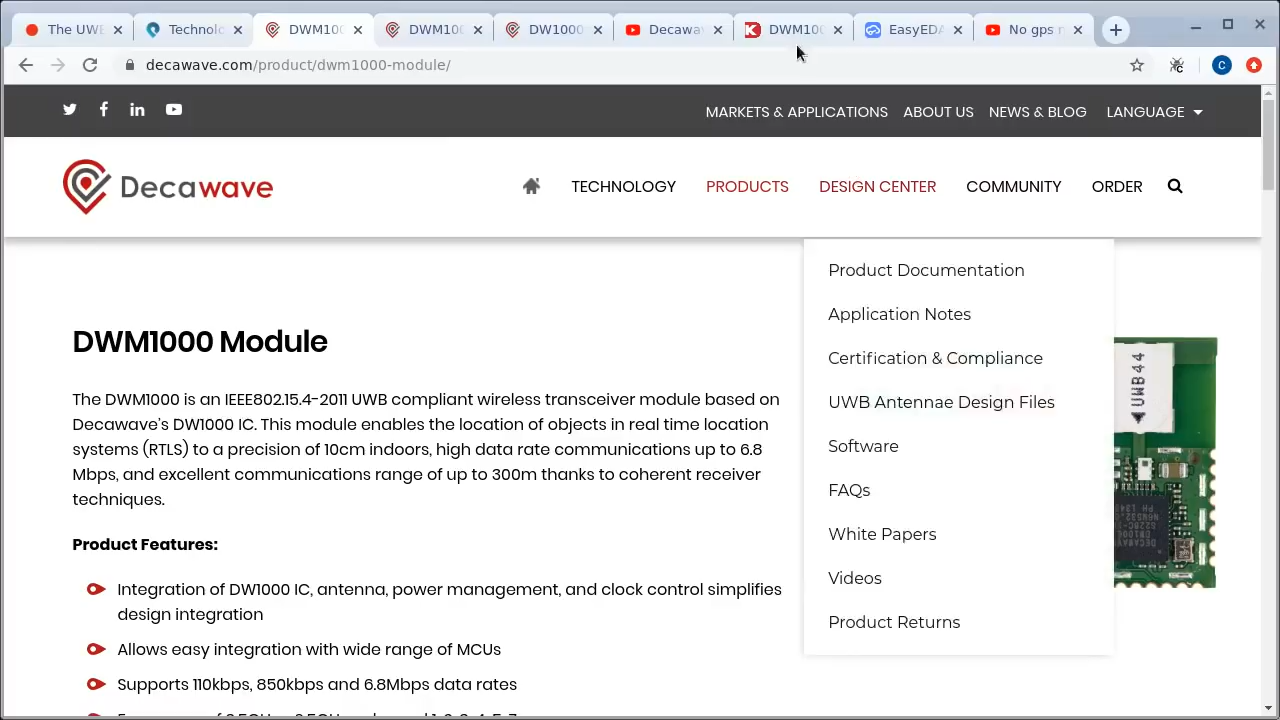 The UWB
Technolo
DWM100
DWM100
DW1000
Decawav
DWM100
EasyEDA
No gps n
decawave.com/product/dwm1000-module/
C
C
MARKETS & APPLICATIONS ABOUT US NEWS & BLOG LANGUAGE
Decawave
TECHNOLOGY PRODUCTS DESIGN CENTER COMMUNITY ORDER
Product Documentation
Application Notes
Certification & Compliance
UWB Antennae Design Files
Software
FAQs
White Papers
Videos
Product Returns
DWM1000 Module
The DWM1000 is an IEEE802.15.4-2011 UWB compliant wireless transceiver module based on
Decawave's DW1000 IC. This module enables the location of objects in real time location
systems (RTLS) to a precision of 10cm indoors, high data rate communications up to 6.8
Mbps, and excellent communications range of up to 300m thanks to coherent receiver
techniques.
Product Features:
Integration of DW1000 IC, antenna, power management, and clock control simplifies
design integration
Allows easy integration with wide range of MCUs
Supports 110kbps, 850kbps and 6.8Mbps data rates
UWB44